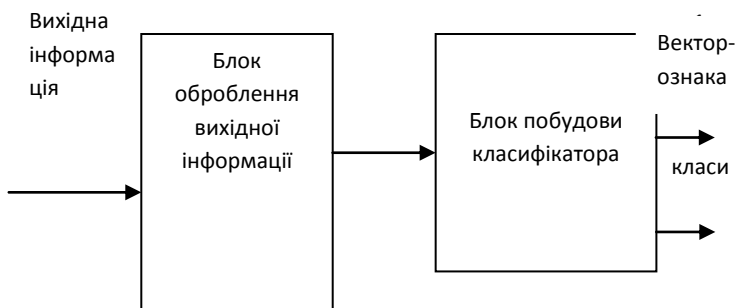 Вихідна
інформа
ція
Блок
оброблення
вихідної
інформації
Блок побудови
класифікатора
Вектор-
ознака
класи